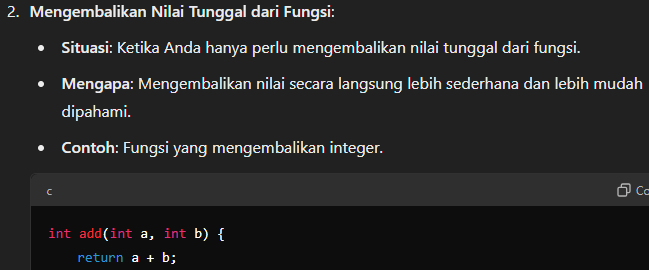 2. Mengembalikan Nilai Tunggal dari Fungsi:
• Situasi: Ketika Anda hanya perlu mengembalikan nilai tunggal dari fungsi.
• Mengapa: Mengembalikan nilai secara langsung lebih sederhana dan lebih mudah
dipahami.
• Contoh: Fungsi yang mengembalikan integer.
c Co
int add(int a, int b) {
    return a + b;